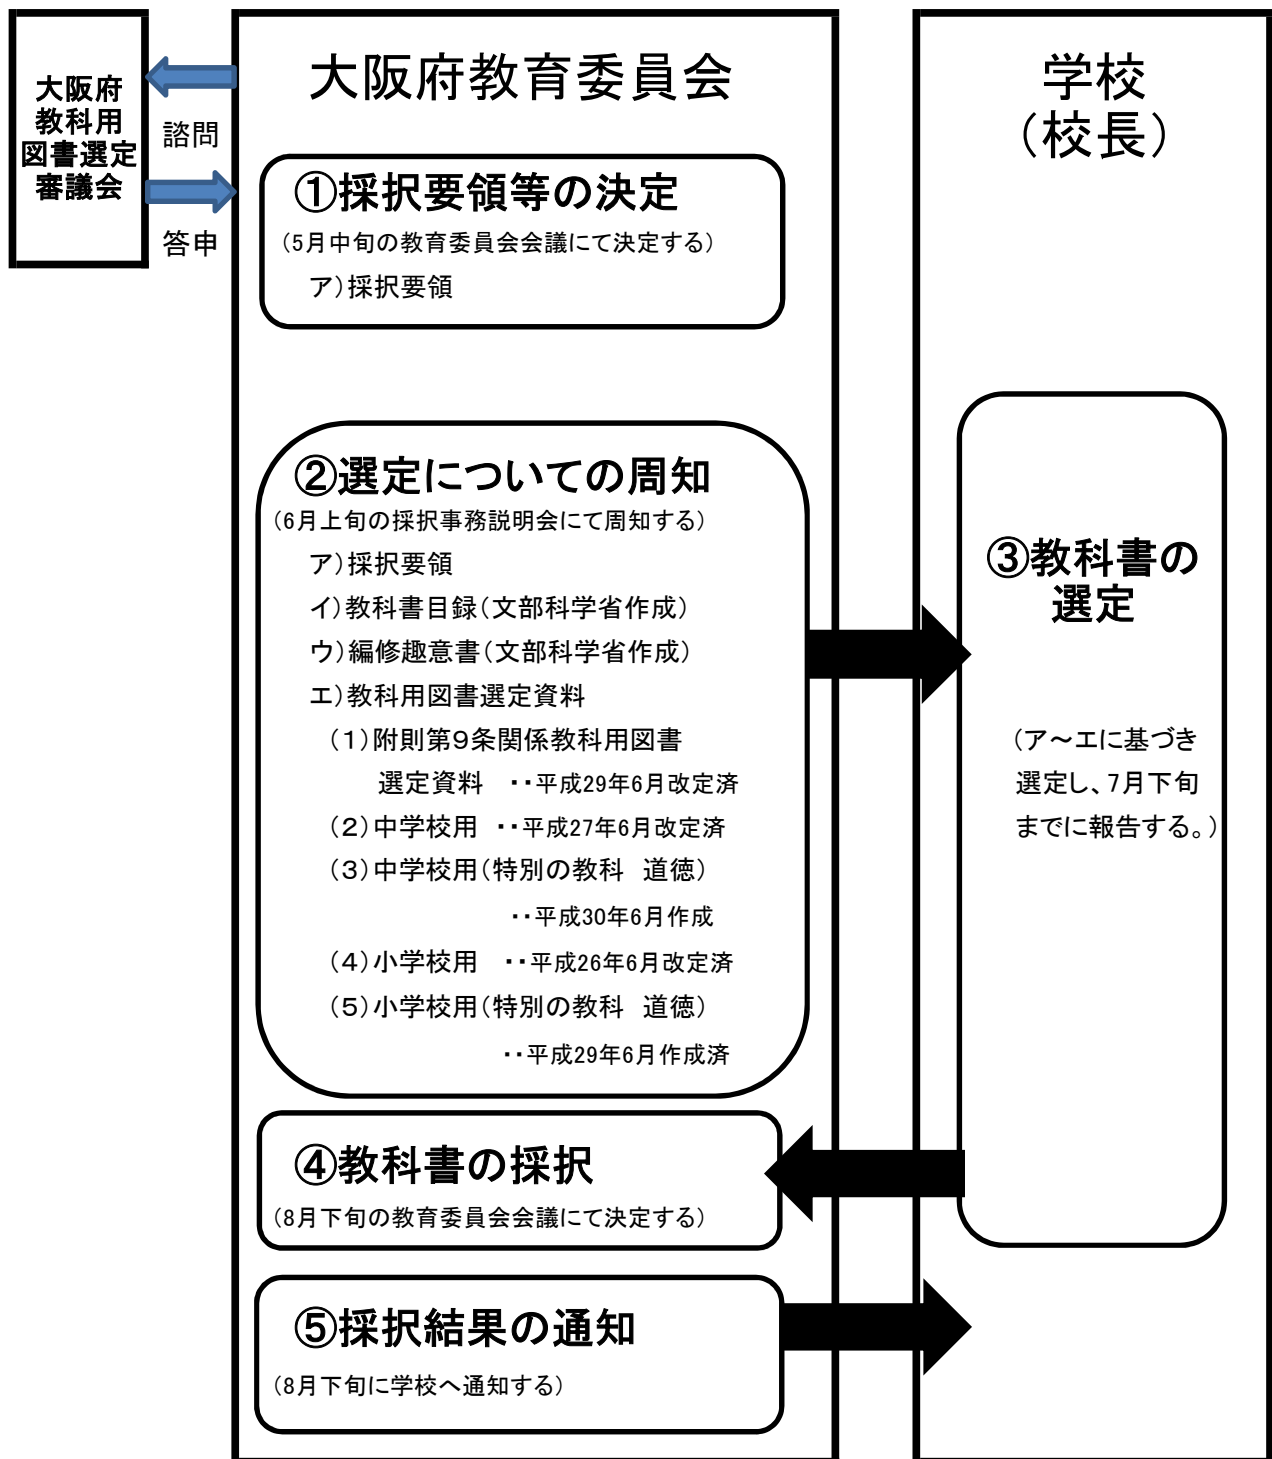 大阪府
教科用
図書選定
審議会
諮問
答申
大阪府教育委員会
①採択要領等の決定
(5月中旬の教育委員会会議にて決定する)
ア)採択要領
②選定についての周知
(6月上旬の採択事務説明会にて周知する)
ア)採択要領
イ)教科書目録(文部科学省作成)
ウ)編修趣意書(文部科学省作成)
エ)教科用図書選定資料
(1)附則第9条関係教科用図書
選定資料 ・・平成29年6月改定済
(2)中学校用 ・・平成27年6月改定済
(3)中学校用(特別の教科 道徳)
・・平成30年6月作成
(4)小学校用 ・・平成26年6月改定済
(5)小学校用(特別の教科 道徳)
・・平成29年6月作成済
④教科書の採択
(8月下旬の教育委員会会議にて決定する)
⑤採択結果の通知
(8月下旬に学校へ通知する)
学校
(校長)
③教科書の
選定
(ア～エに基づき
選定し、7月下旬
までに報告する。)